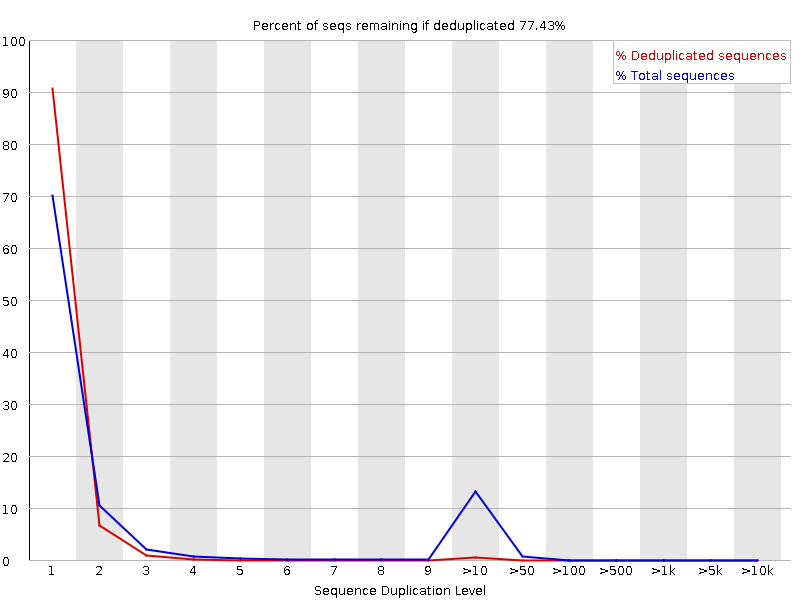 Percent of seqs remaining if deduplicated 77.43%
% Deduplicated sequences
% Total sequences
100
90
80
70
60
50
40
30
20
10
0
1 2 3 4 5 6 7 8 9 >10 >50 >100 >500 >1k >5k >10k
Sequence Duplication Level